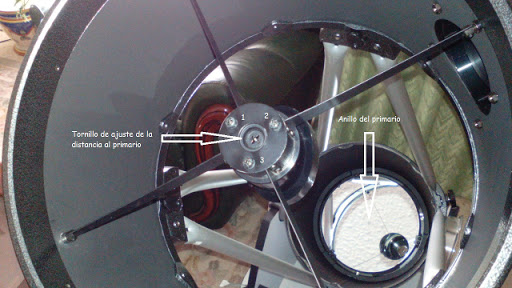 Anillo del primario
1 2
Tornillo de ajuste de la
distancia al primario
3